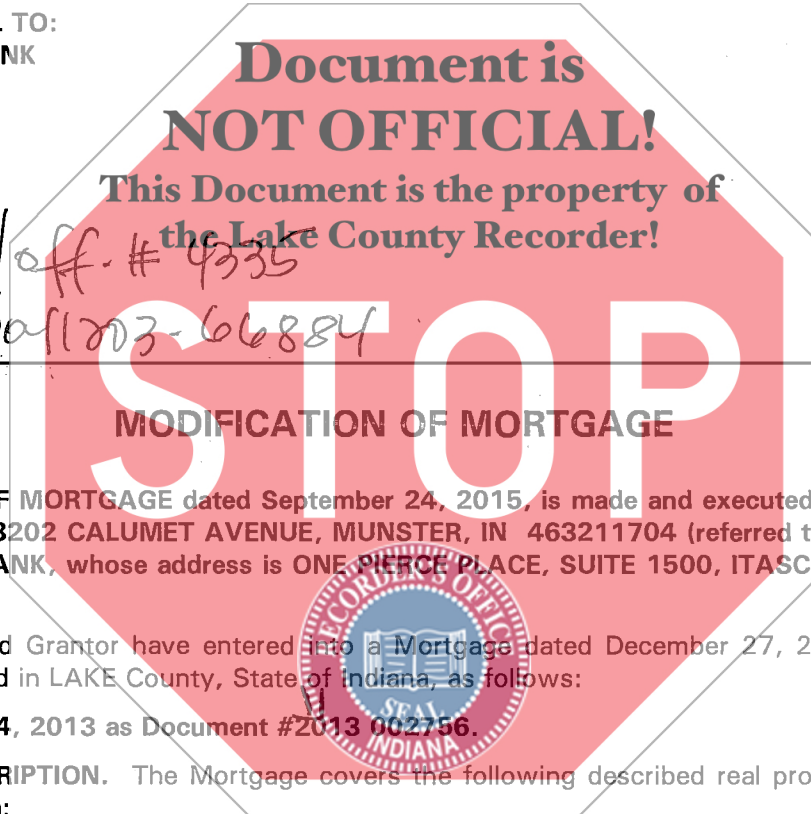 TO:
NK
Document is
NOT OFFICIAL!
This Document is the property of
the Lake County Recorder!
off. # 4335
203-66884
STOP
MODIFICATION OF MORTGAGE
F MORTGAGE dated September 24, 2015, is made and executed
8202 CALUMET AVENUE, MUNSTER, IN 463211704 (referred t
ANK, whose address is ONE PIERCE PLACE, SUITE 1500, ITASC
d Grantor have entered into a Mortgage dated December 27, 2
d in LAKE County, State of Indiana, as follows:
4, 2013 as Document #2013 002756.
RIPTION. The Mortgage covers the following described real pro
RECORDER'S OFFICE
SEAL
INDIANA